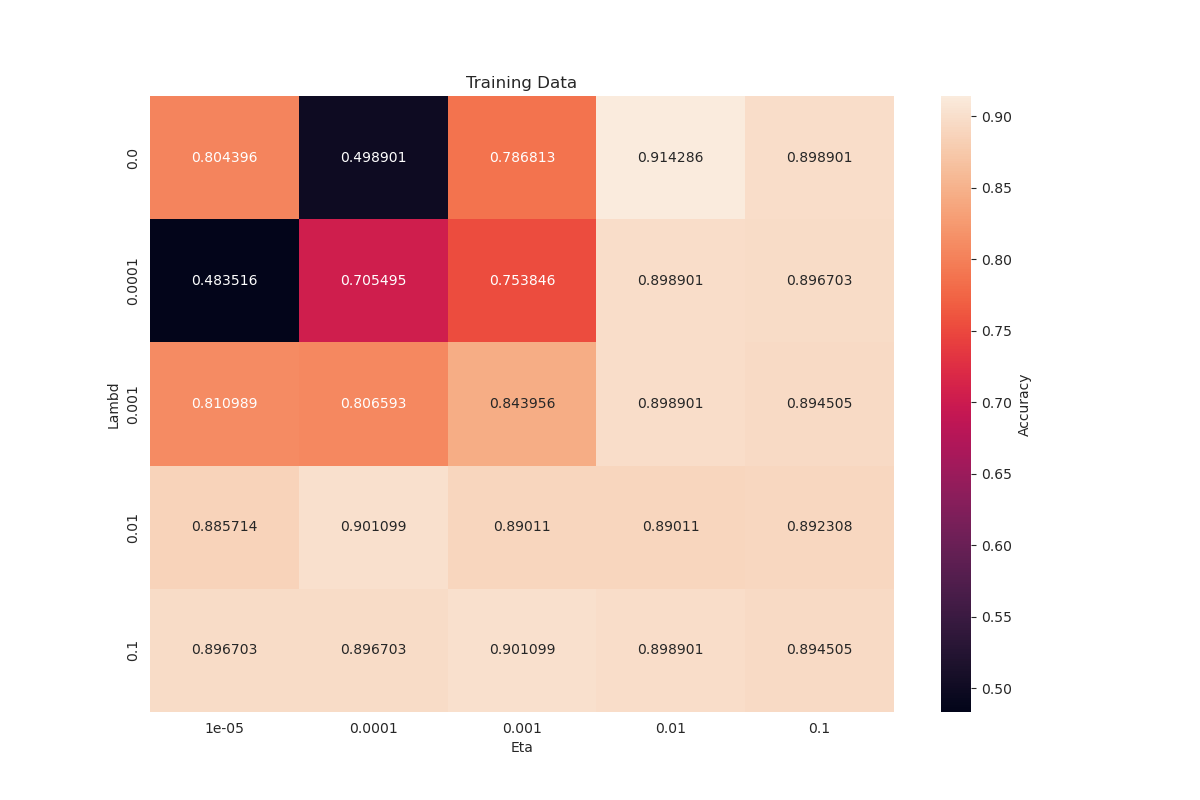 Training Data
0.0 0.804396 0.498901 0.786813 0.914286 0.898901
0.0001 0.483516 0.705495 0.753846 0.898901 0.896703
Lambd
0.001 0.810989 0.806593 0.843956 0.898901 0.894505
0.01 0.885714 0.901099 0.89011 0.89011 0.892308
0.1 0.896703 0.896703 0.901099 0.898901 0.894505
1e-05 0.0001 0.001 0.01 0.1
Eta
0.90
0.85
0.80
0.75
0.70
0.65
0.60
0.55
0.50
Accuracy